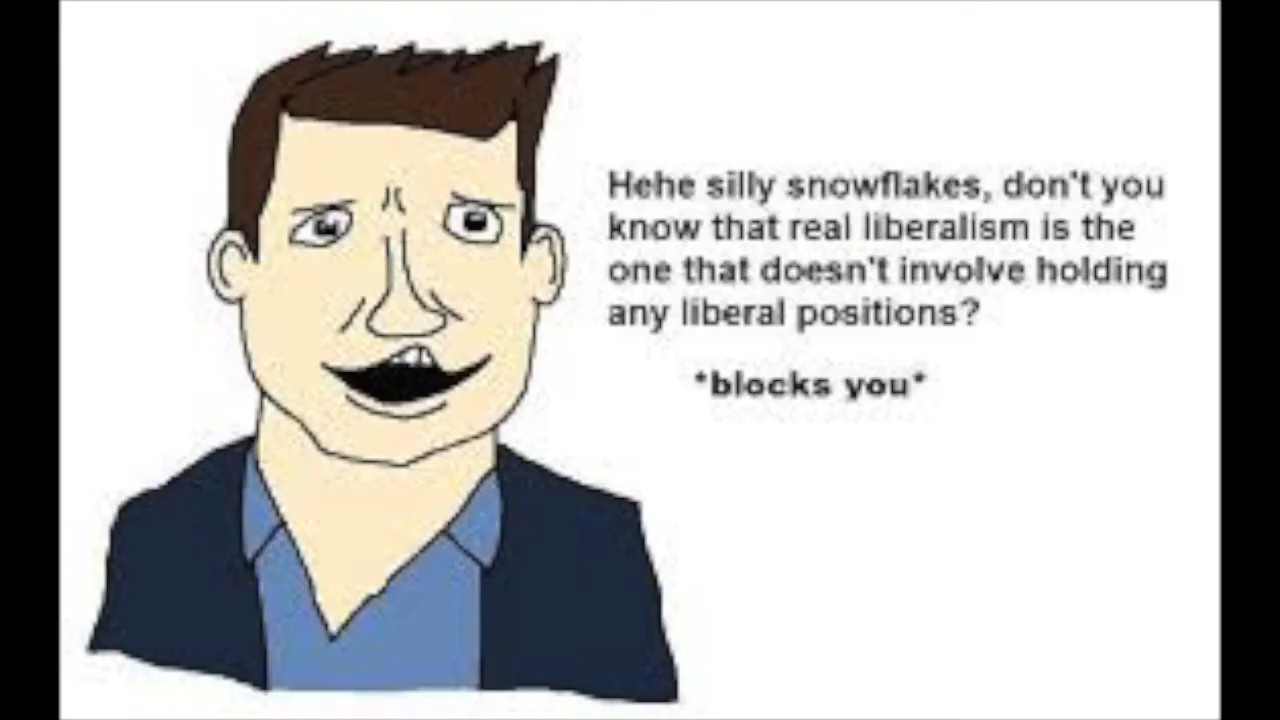 Hehe silly snowflakes, don't you
know that real liberalism is the
one that doesn't involve holding
any liberal positions?
*blocks you*